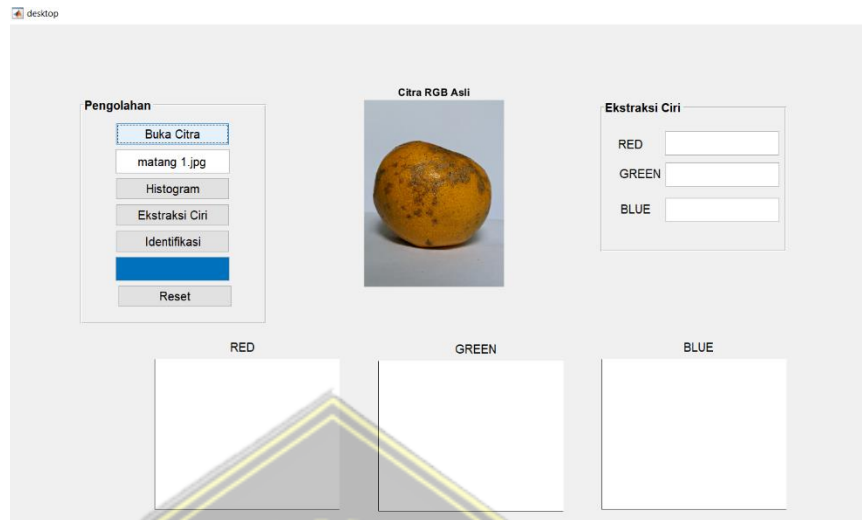 desktop
Pengolahan
Buka Citra
matang 1.jpg
Histogram
Ekstraksi Ciri
Identifikasi
Reset
Citra RGB Asli
Ekstraksi Ciri
RED
GREEN
BLUE
RED
GREEN
BLUE